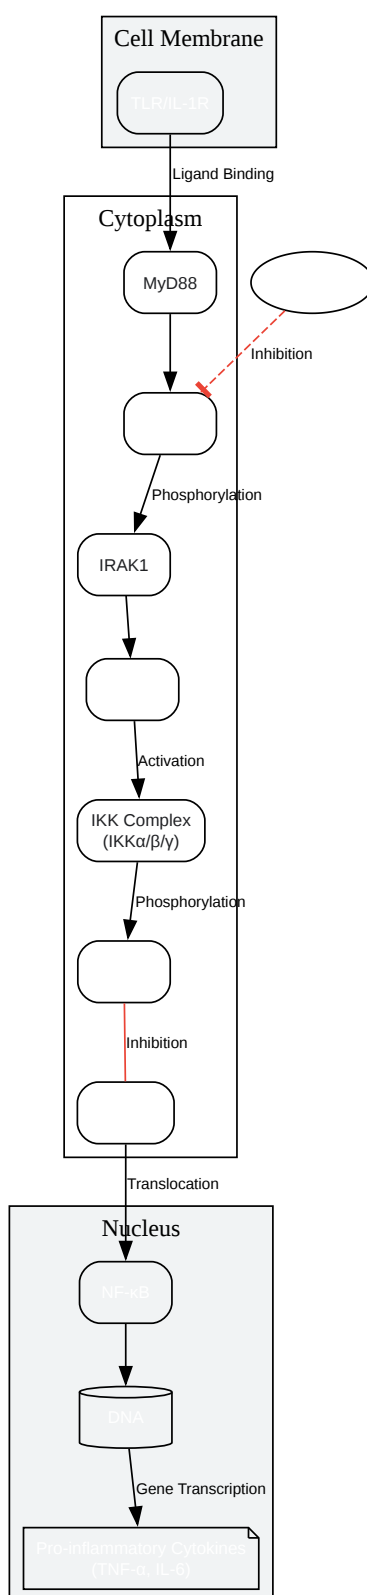 Cell Membrane
TLR/IL-1R
Ligand Binding
Cytoplasm
MyD88
Inhibition
Phosphorylation
IRAK1
Activation
IKK Complex
(IKKα/β/γ)
Phosphorylation
Inhibition
Translocation
Nucleus
NF-κB
DNA
Gene Transcription
Pro-inflammatory Cytokines
(TNF-α, IL-6)